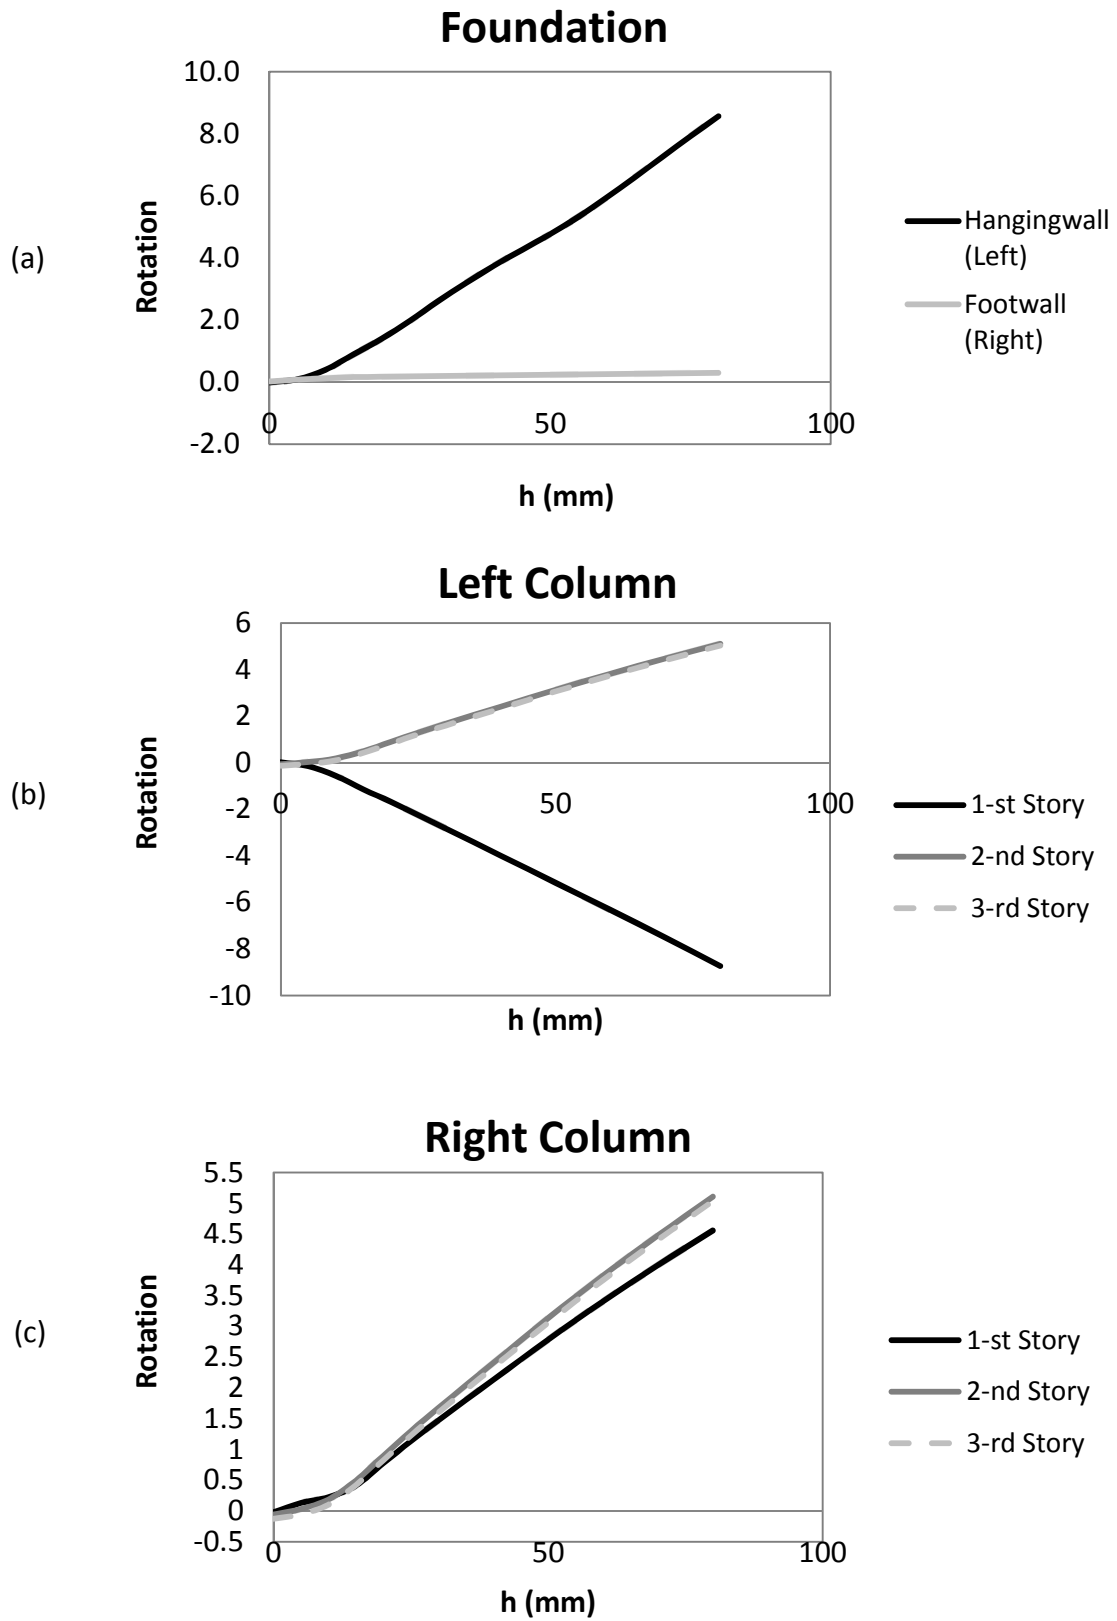 Foundation
10.0
8.0
6.0
4.0
2.0
0.0
-2.0
0 50 100
Rotation
h (mm)
(a)
Hangingwall
(Left)
Footwall
(Right)
Left Column
6
4
2
0
-2
-4
-6
-8
-10
0 50 100
Rotation
h (mm)
(b)
1-st Story
2-nd Story
3-rd Story
Right Column
5.5
5
4.5
4
3.5
3
2.5
2
1.5
1
0.5
0
-0.5
0 50 100
Rotation
h (mm)
(c)
1-st Story
2-nd Story
3-rd Story